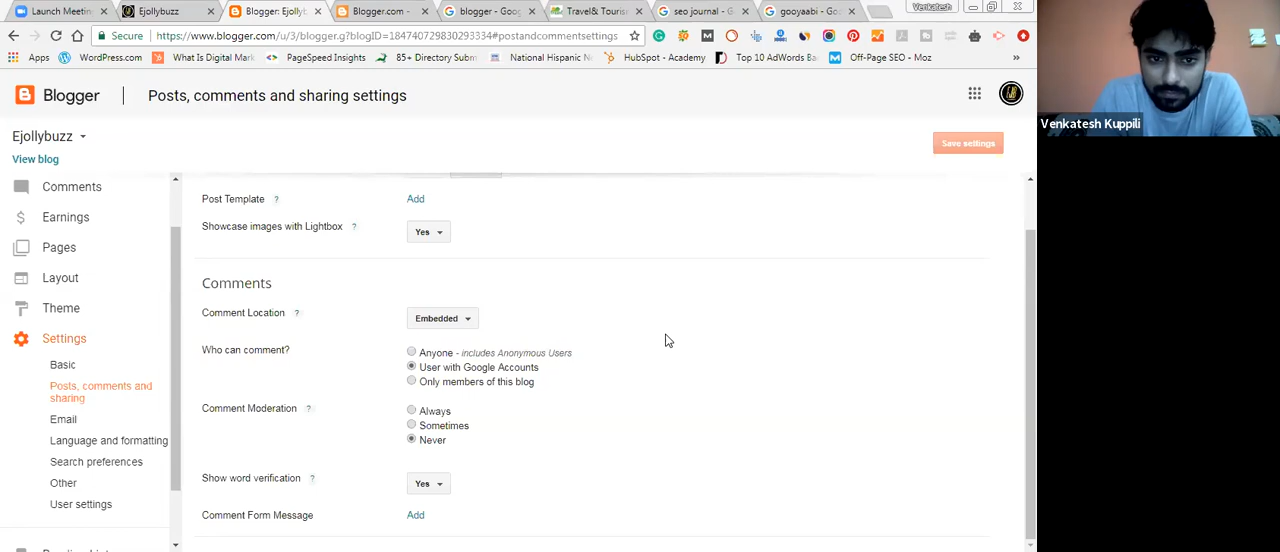 Launch Meeting
Ejollybuzz
Blogger: Ejolly
Blogger.com -
blogger - Goo
Travel& Touris
seo journal - G
gooyaabi - Goo
Venkatesh
Secure
https://www.blogger.com/u/3/blogger.g?blogID=184740729830293334#postandcommentsettings
Apps
WordPress.com
What Is Digital Mark
PageSpeed Insights
85+ Directory Subm
National Hispanic Ne
HubSpot - Academy
Top 10 AdWords Ba
Off-Page SEO - Moz
»
Blogger
Posts, comments and sharing settings
Ejollybuzz
View blog
Save settings
Comments
Earnings
Pages
Layout
Theme
Settings
Basic
Posts, comments and
sharing
Email
Language and formatting
Search preferences
Other
User settings
Post Template ?
Add
Showcase images with Lightbox ?
Yes
Comments
Comment Location ?
Embedded
Who can comment?
Anyone - includes Anonymous Users
User with Google Accounts
Only members of this blog
Comment Moderation ?
Always
Sometimes
Never
Show word verification ?
Yes
Comment Form Message
Add
Venkatesh Kuppili